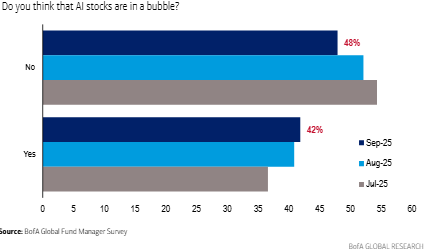 Do you think that AI stocks are in a bubble?
No
48%
Yes
42%
Sep-25
Aug-25
Jul-25
0 5 10 15 20 25 30 35 40 45 50 55 60
Source: BofA Global Fund Manager Survey
BofA GLOBAL RESEARCH